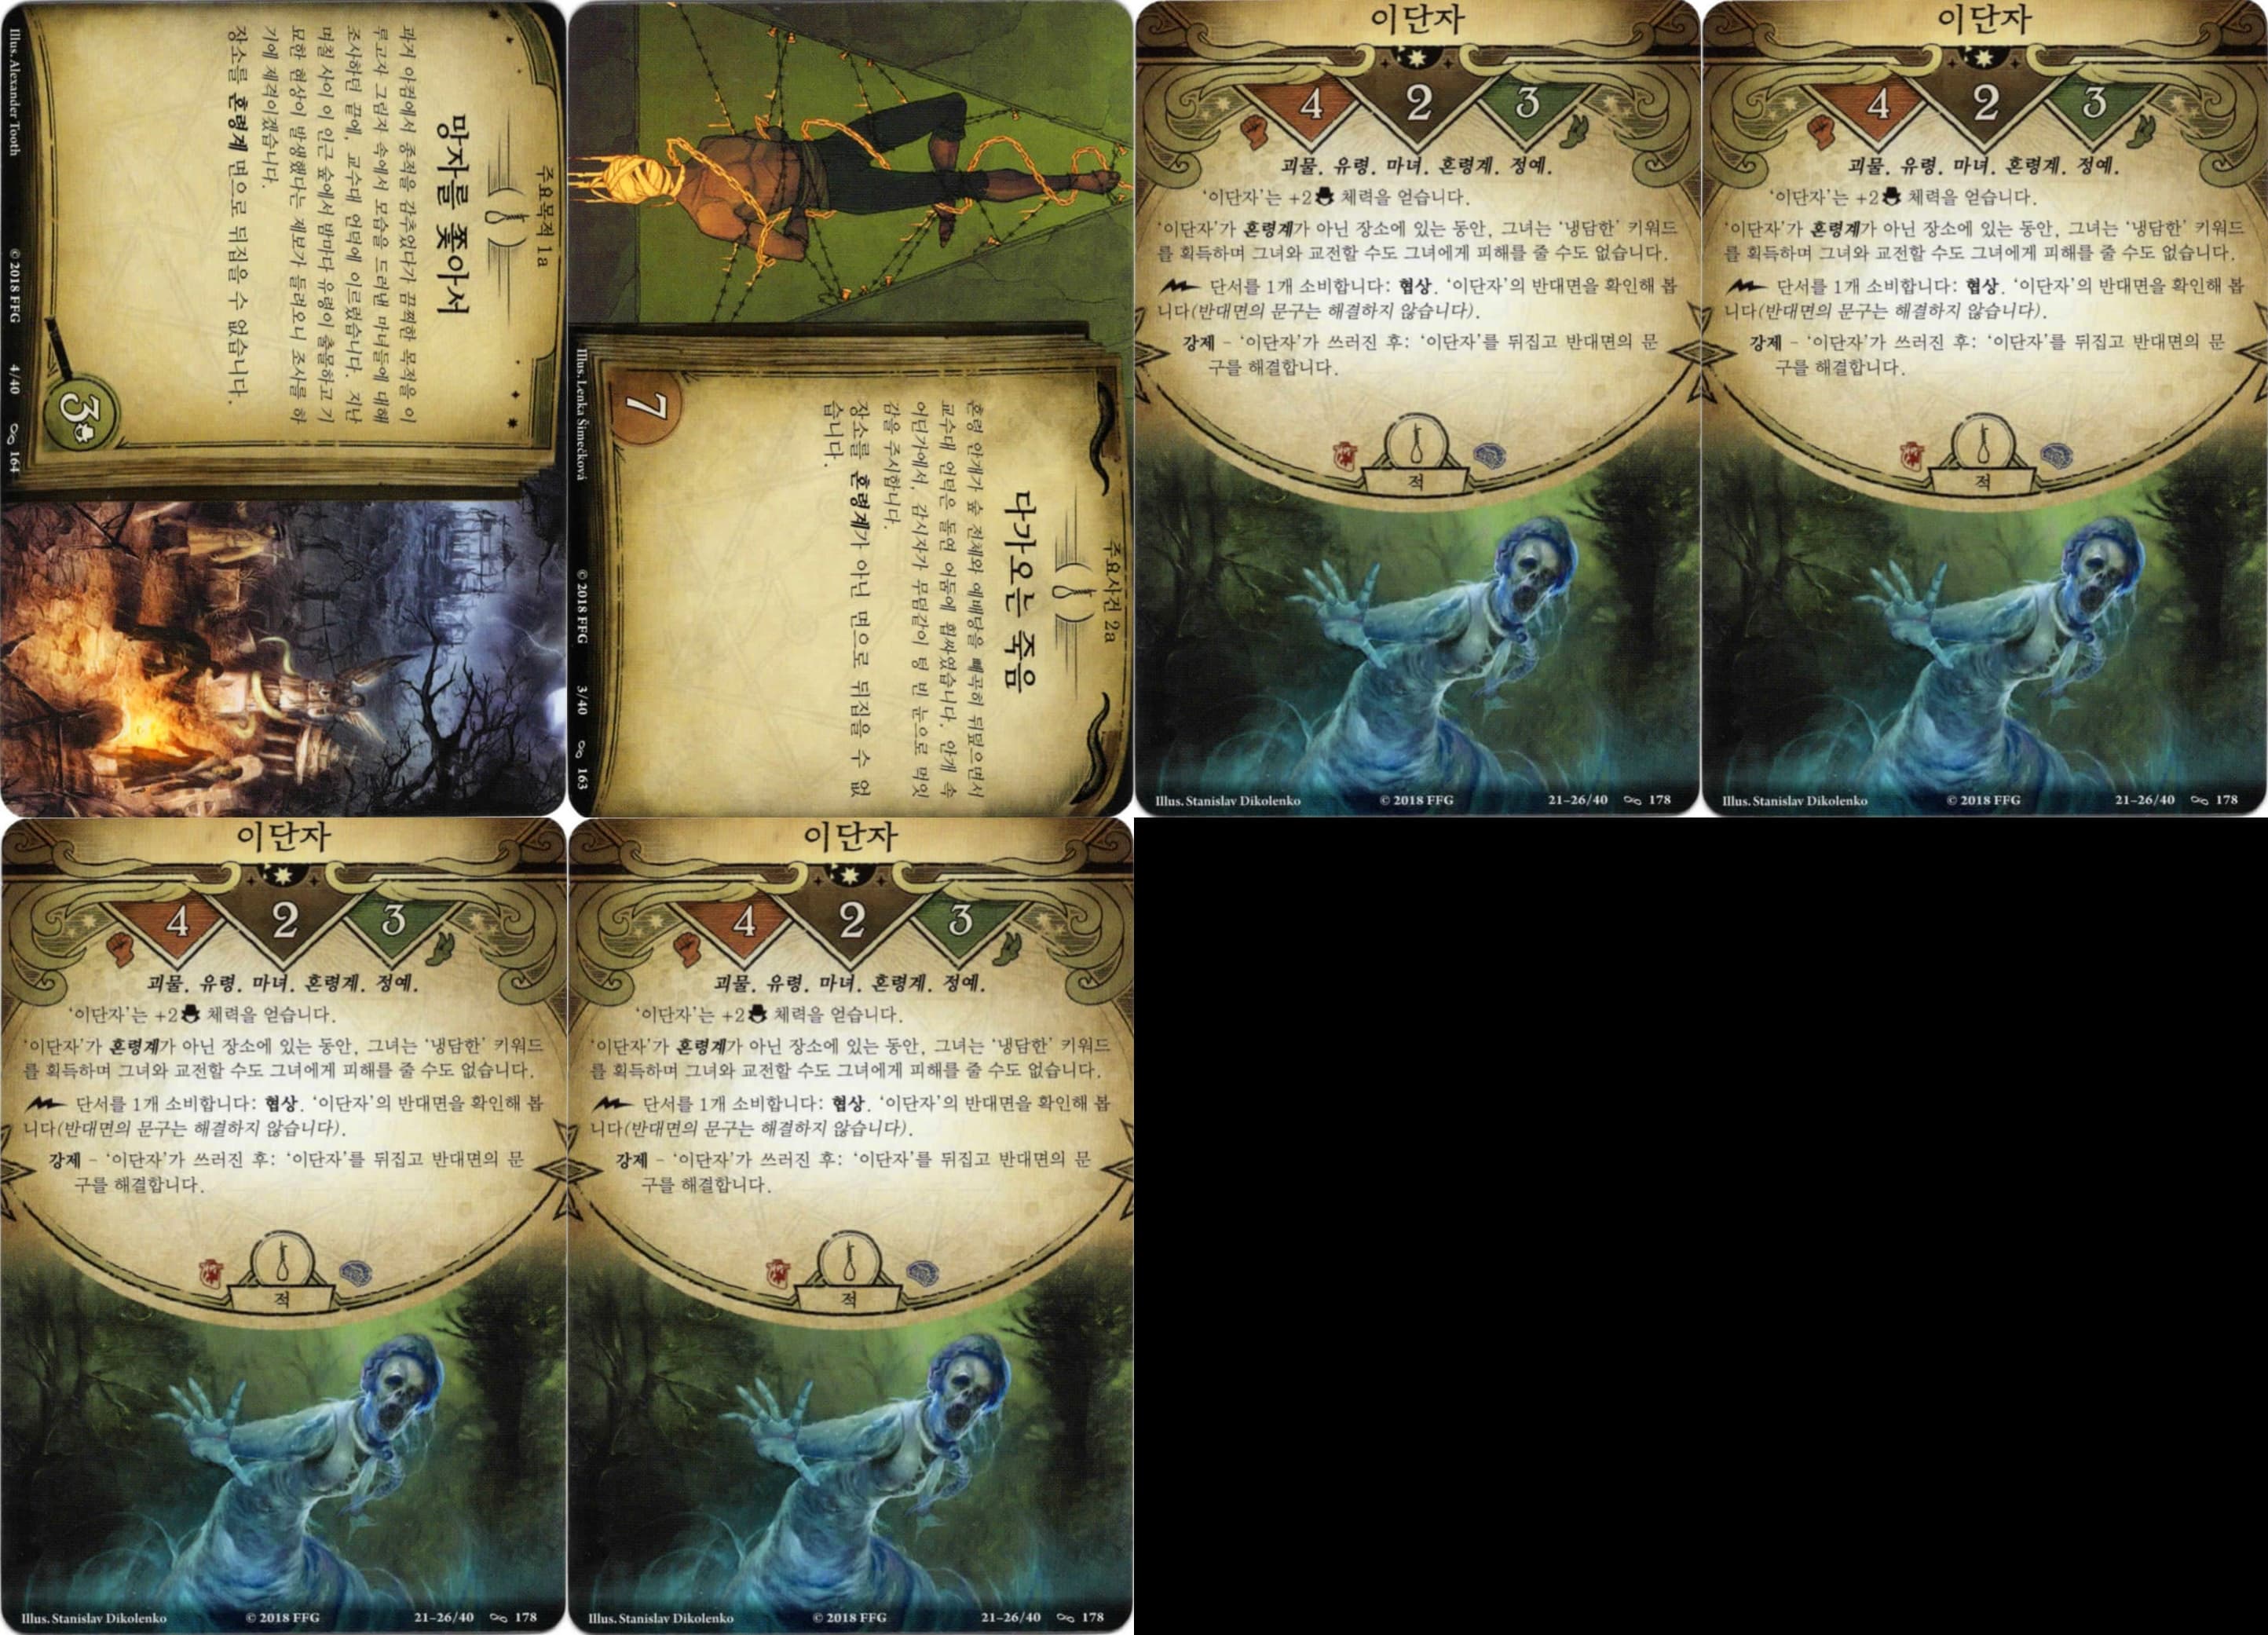 주요목적 1a
망자를 쫓아서
과거 아컴에서 종적을 감추었다가 끔찍한 목적을 이
루고자 그림자 속에서 모습을 드러낸 마녀들에 대해
조사하던 끝에, 교수대 언덕에 이르렀습니다. 지난
며칠 사이 이 인근 숲에서 밤마다 유령이 출몰하고 기
묘한 현상이 발생했다는 제보가 들려오니 조사를 하
기에 제격이겠습니다.
장소를 혼령계 면으로 뒤집을 수 없습니다.
3
Illus. Alexander Tooth
© 2018 FFG
4/40
164
주요사건 2a
다가오는 죽음
혼령 안개가 숲 전체와 예배당을 빼곡히 뒤덮으면서
교수대 언덕은 돌연 어둠에 휩싸였습니다. 안개 속
어딘가에서, 감시자가 무덤같이 텅 빈 눈으로 먹잇
감을 주시합니다.
장소를 혼령계가 아닌 면으로 뒤집을 수 없
습니다.
7
Illus. Lenka Šimečková
© 2018 FFG
3/40
163
이단자
4 2 3
괴물. 유령. 마녀. 혼령계. 정예.
'이단자'는 +2 체력을 얻습니다.
'이단자'가 혼령계가 아닌 장소에 있는 동안, 그녀는 '냉담한' 키워드
를 획득하며 그녀와 교전할 수도 그녀에게 피해를 줄 수도 없습니다.
단서를 1개 소비합니다: 협상. '이단자'의 반대면을 확인해 봅
니다(반대면의 문구는 해결하지 않습니다).
강제 – '이단자'가 쓰러진 후: '이단자'를 뒤집고 반대면의 문
구를 해결합니다.
적
Illus. Stanislav Dikolenko © 2018 FFG 21–26/40 178
이단자
4 2 3
괴물. 유령. 마녀. 혼령계. 정예.
'이단자'는 +2 체력을 얻습니다.
'이단자'가 혼령계가 아닌 장소에 있는 동안, 그녀는 '냉담한' 키워드
를 획득하며 그녀와 교전할 수도 그녀에게 피해를 줄 수도 없습니다.
단서를 1개 소비합니다: 협상. '이단자'의 반대면을 확인해 봅
니다(반대면의 문구는 해결하지 않습니다).
강제 – '이단자'가 쓰러진 후: '이단자'를 뒤집고 반대면의 문
구를 해결합니다.
적
Illus. Stanislav Dikolenko © 2018 FFG 21–26/40 178
이단자
4 2 3
괴물. 유령. 마녀. 혼령계. 정예.
'이단자'는 +2 체력을 얻습니다.
'이단자'가 혼령계가 아닌 장소에 있는 동안, 그녀는 '냉담한' 키워드
를 획득하며 그녀와 교전할 수도 그녀에게 피해를 줄 수도 없습니다.
단서를 1개 소비합니다: 협상. '이단자'의 반대면을 확인해 봅
니다(반대면의 문구는 해결하지 않습니다).
강제 – '이단자'가 쓰러진 후: '이단자'를 뒤집고 반대면의 문
구를 해결합니다.
적
Illus. Stanislav Dikolenko © 2018 FFG 21–26/40 178
이단자
4 2 3
괴물. 유령. 마녀. 혼령계. 정예.
'이단자'는 +2 체력을 얻습니다.
'이단자'가 혼령계가 아닌 장소에 있는 동안, 그녀는 '냉담한' 키워드
를 획득하며 그녀와 교전할 수도 그녀에게 피해를 줄 수도 없습니다.
단서를 1개 소비합니다: 협상. '이단자'의 반대면을 확인해 봅
니다(반대면의 문구는 해결하지 않습니다).
강제 – '이단자'가 쓰러진 후: '이단자'를 뒤집고 반대면의 문
구를 해결합니다.
적
Illus. Stanislav Dikolenko © 2018 FFG 21–26/40 178